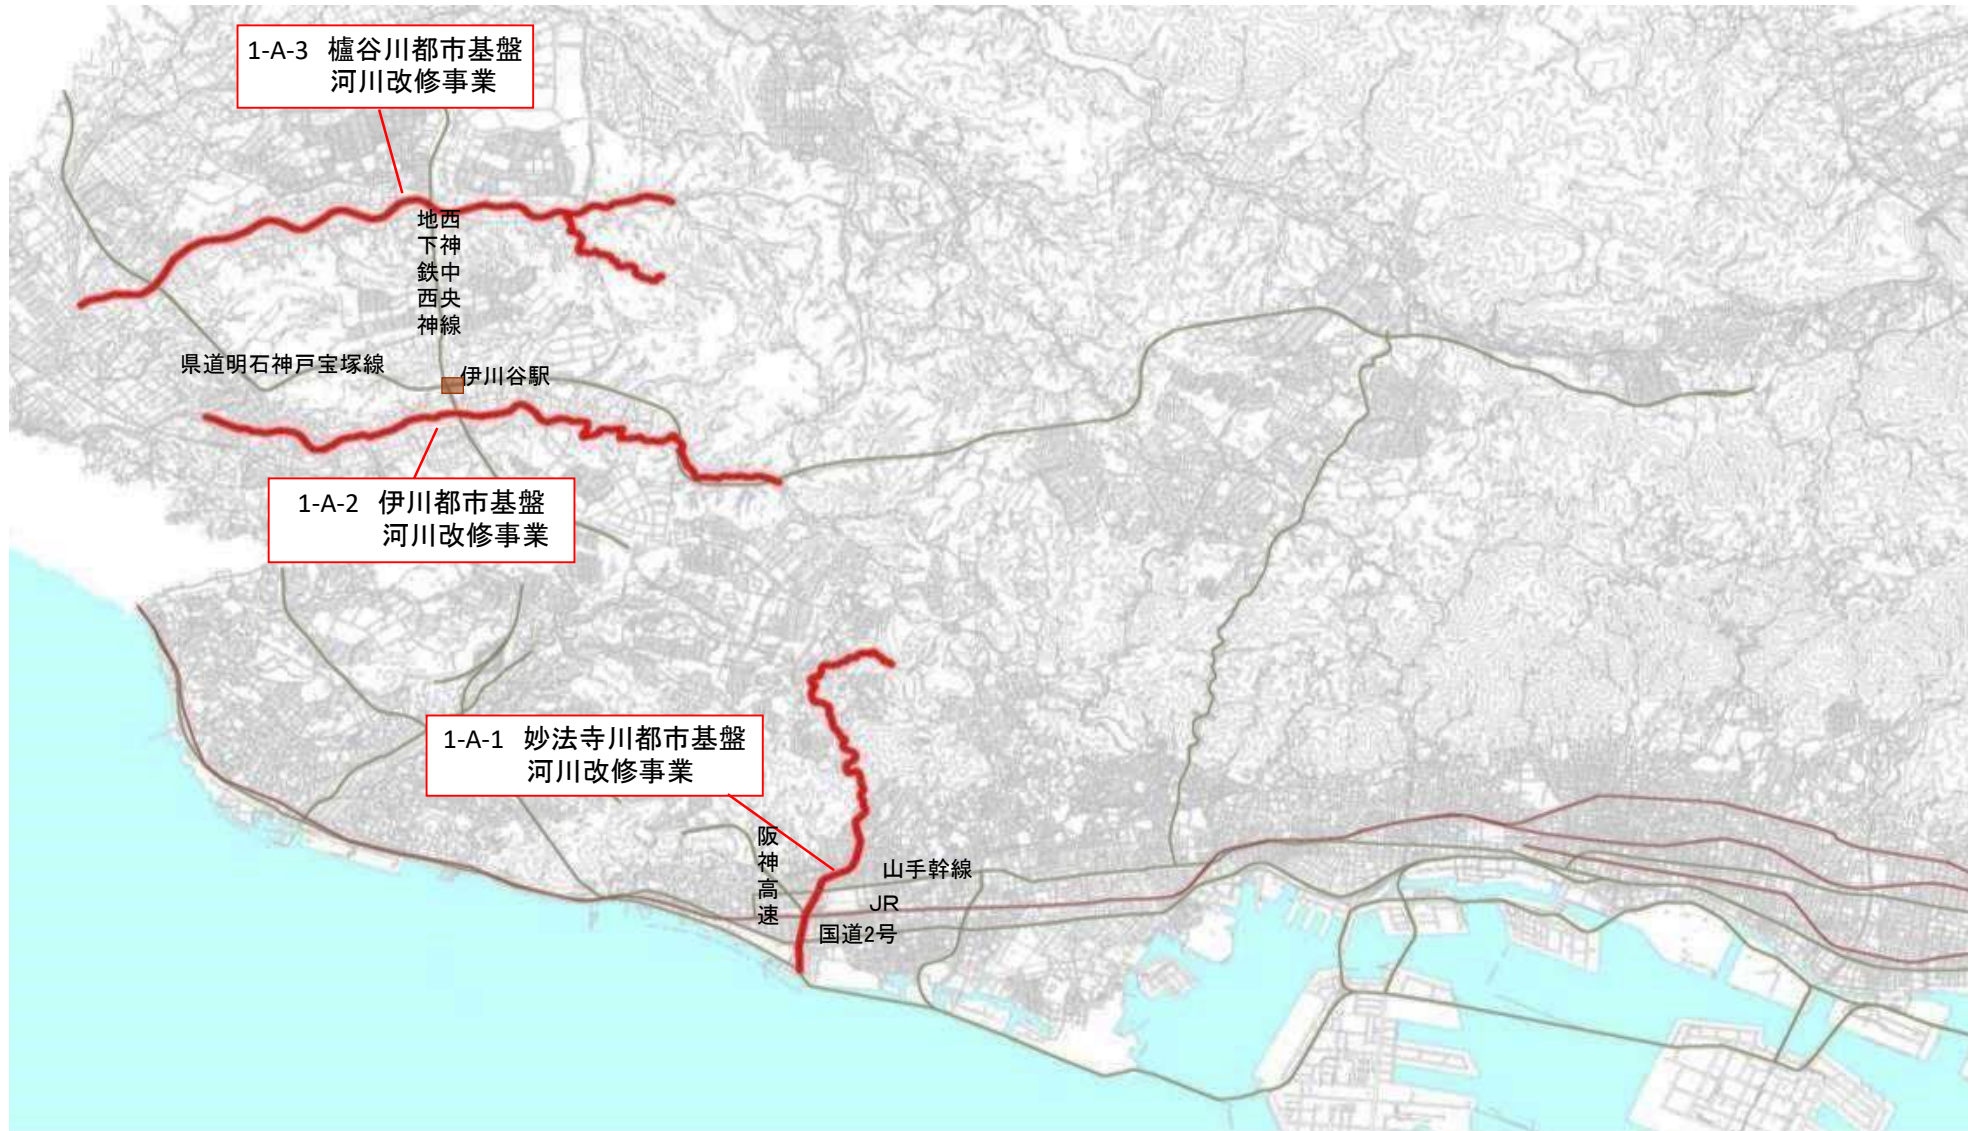 1-A-3 櫨谷川都市基盤
河川改修事業
地下鉄西神
西神中央線
県道明石神戸宝塚線
伊川谷駅
1-A-2 伊川都市基盤
河川改修事業
1-A-1 妙法寺川都市基盤
河川改修事業
阪神高速
山手幹線
JR
国道2号